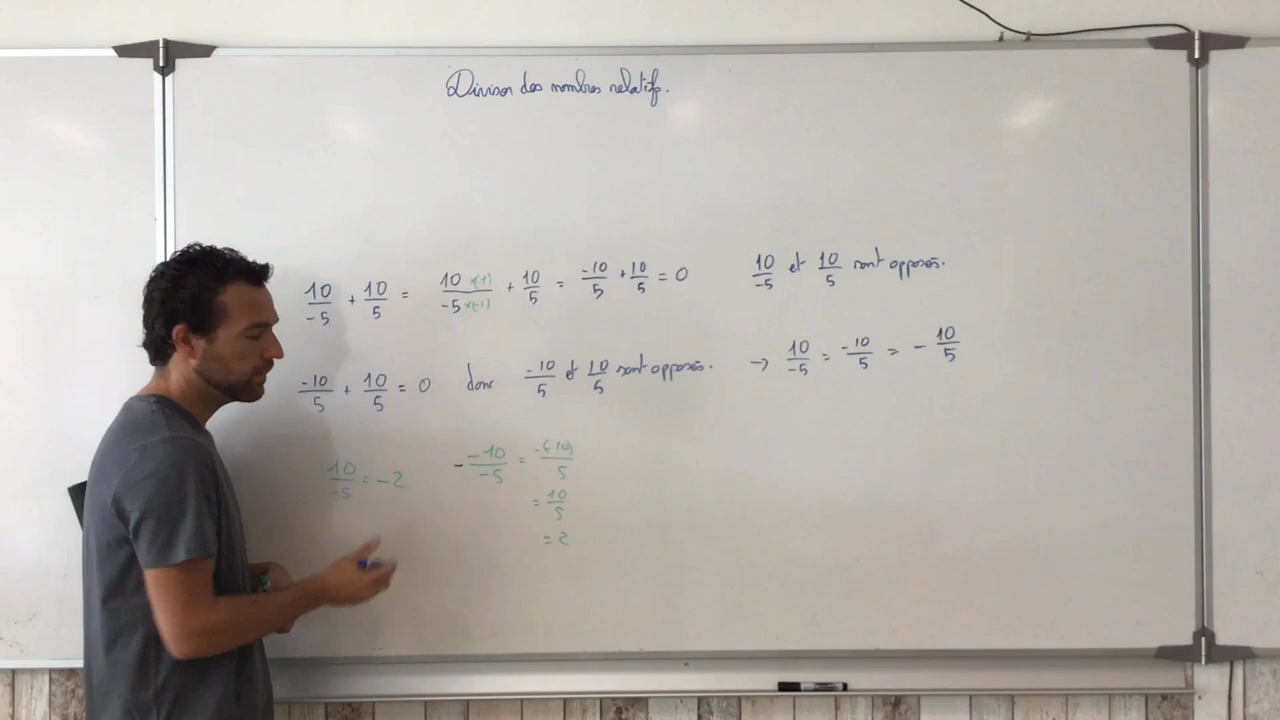 Division des nombres relatifs.
10/-5 + 10/5 = 10 ×(-1)/-5 ×(-1) + 10/5 = -10/5 + 10/5 = 0 10/-5 et 10/5 sont opposés.
-10/5 + 10/5 = 0 donc -10/5 et 10/5 sont opposés. → 10/-5 = -10/5 = - 10/5
10/-5 = -2 - -10/-5 = -(-10)/5
= 10/5
= 2